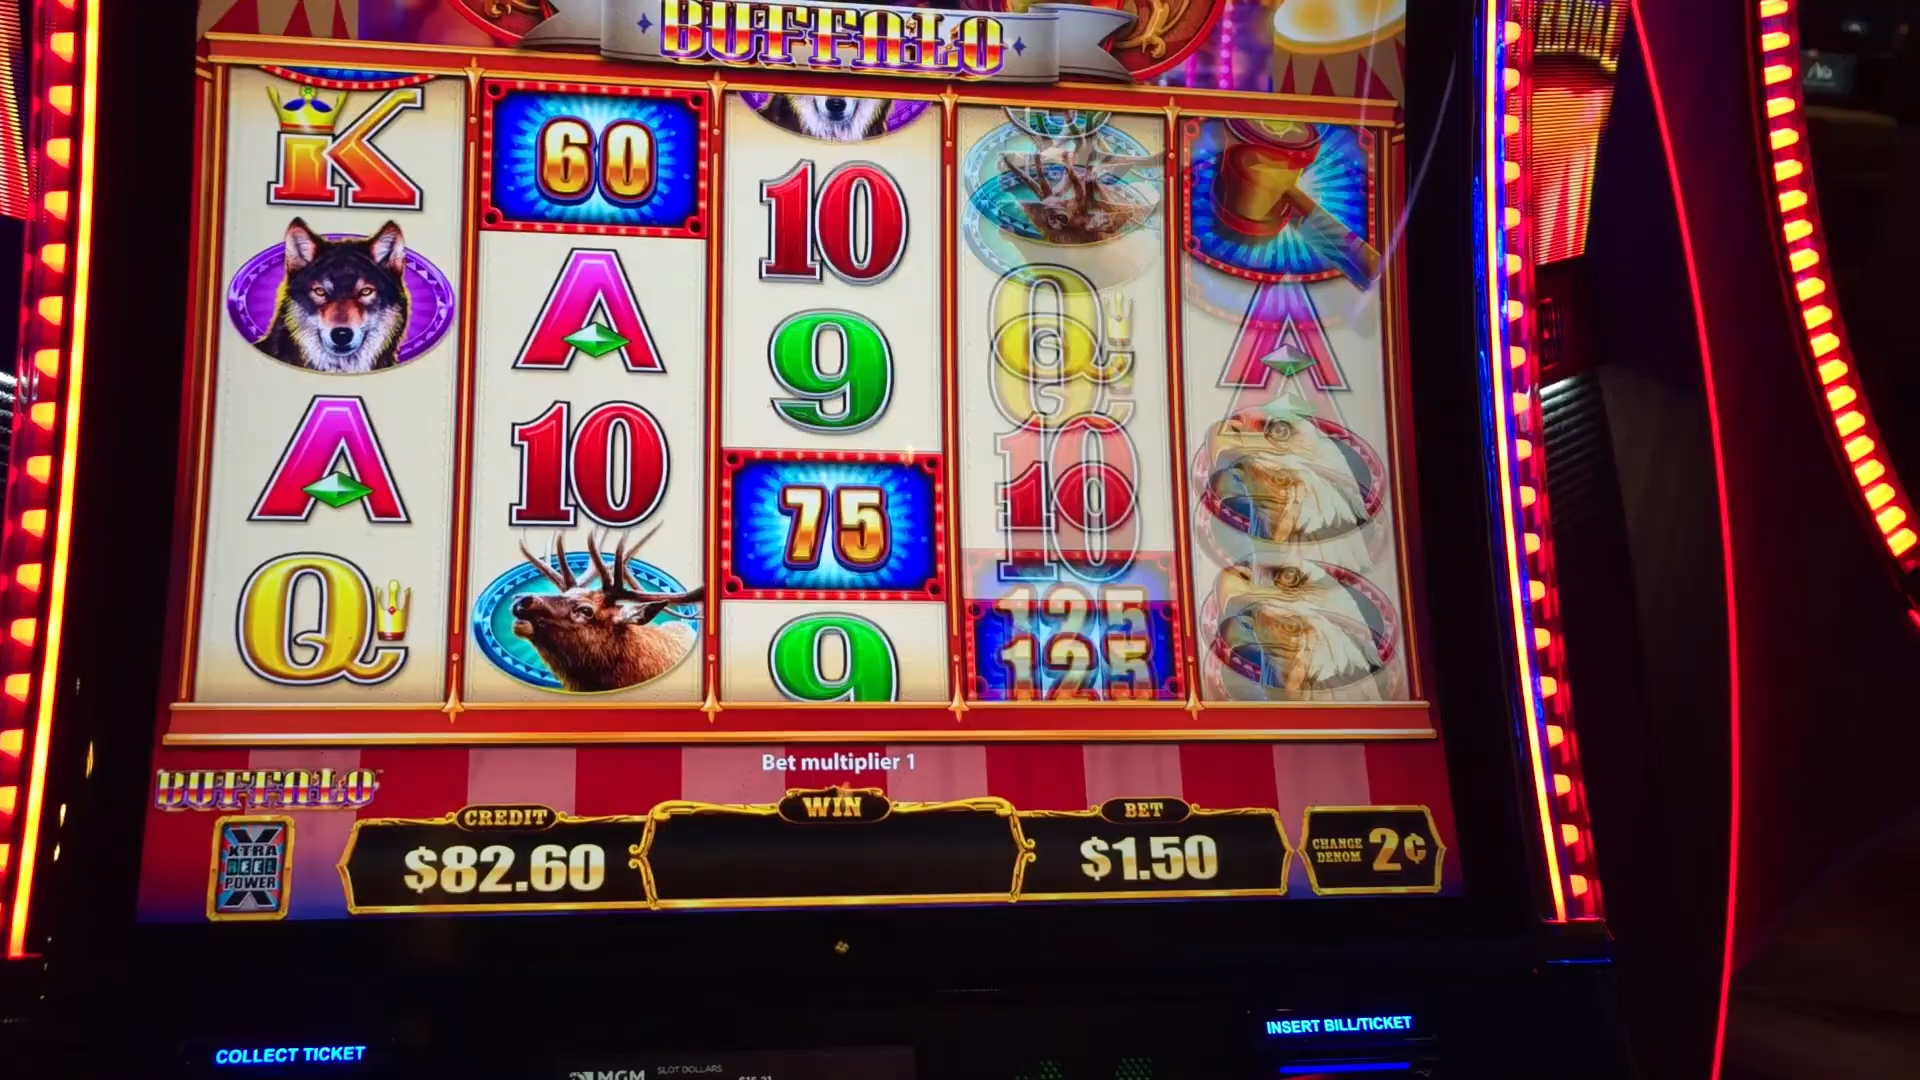 BUFFALO
K 60 10 Q A
A 10 9 10
A 75 125
Q 9 125
Bet multiplier 1
BUFFALO
XTRA
REEL
POWER
CREDIT
$82.60
WIN
BET
$1.50
CHANGE
DENOM
2¢
INSERT BILL/TICKET
COLLECT TICKET
MGM
SLOT DOLLARS